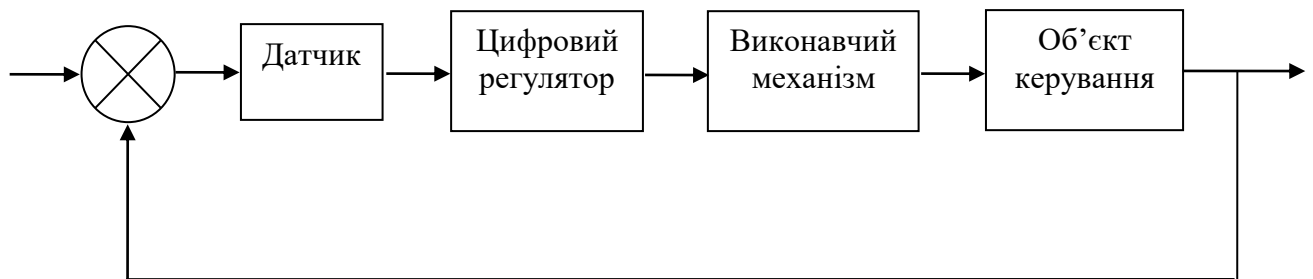 Датчик
Цифровий
регулятор
Виконавчий
механізм
Об’єкт
керування